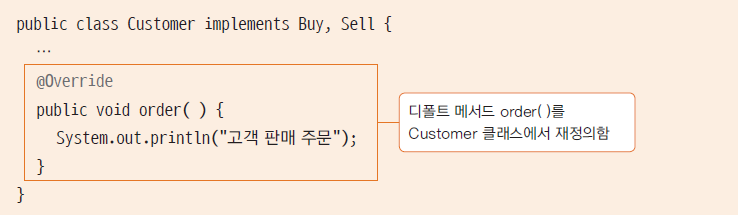 public class Customer implements Buy, Sell {
...
@Override
public void order( ) {
System.out.println("고객 판매 주문");
}
}
디폴트 메서드 order( )를
Customer 클래스에서 재정의함